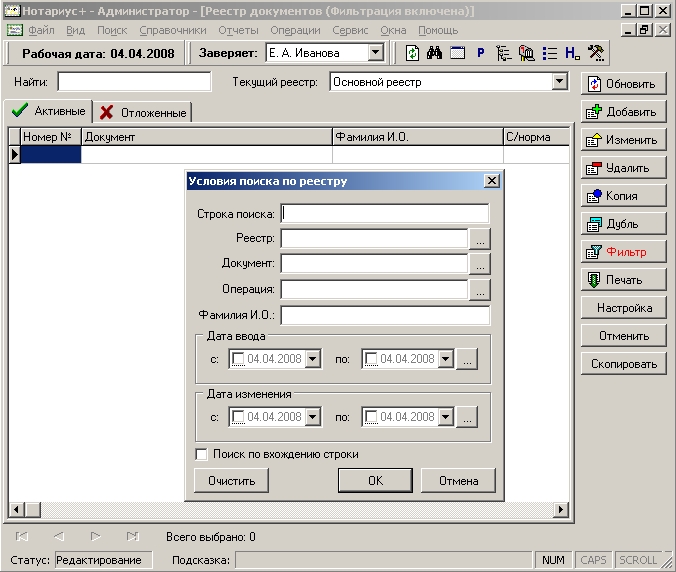 Нотариус+ - Администратор - [Реестр документов (Фильтрация включена)]
Файл Вид Поиск Справочники Отчеты Операции Сервис Окна ?
Рабочая дата: 04.04.2008 Заверяет: Е. А. Иванова P H..
Найти: Текущий реестр: Основной реестр
Обновить
Активные Отложенные
Добавить
Номер № Документ Фамилия И.О. С/норма
Изменить
Удалить
Условия поиска по реестру
Копия
Строка поиска:
Дубль
Реестр: ...
Фильтр
Документ: ...
Печать
Операция: ...
Настройка
Фамилия И.О.:
Отменить
Дата ввода
Скопировать
с: 04.04.2008 по: 04.04.2008 ...
Дата изменения
с: 04.04.2008 по: 04.04.2008 ...
Поиск по вхождению строки
Очистить OK Отмена
Всего выбрано: 0
Статус: Редактирование Подсказка: NUM CAPS SCROLL